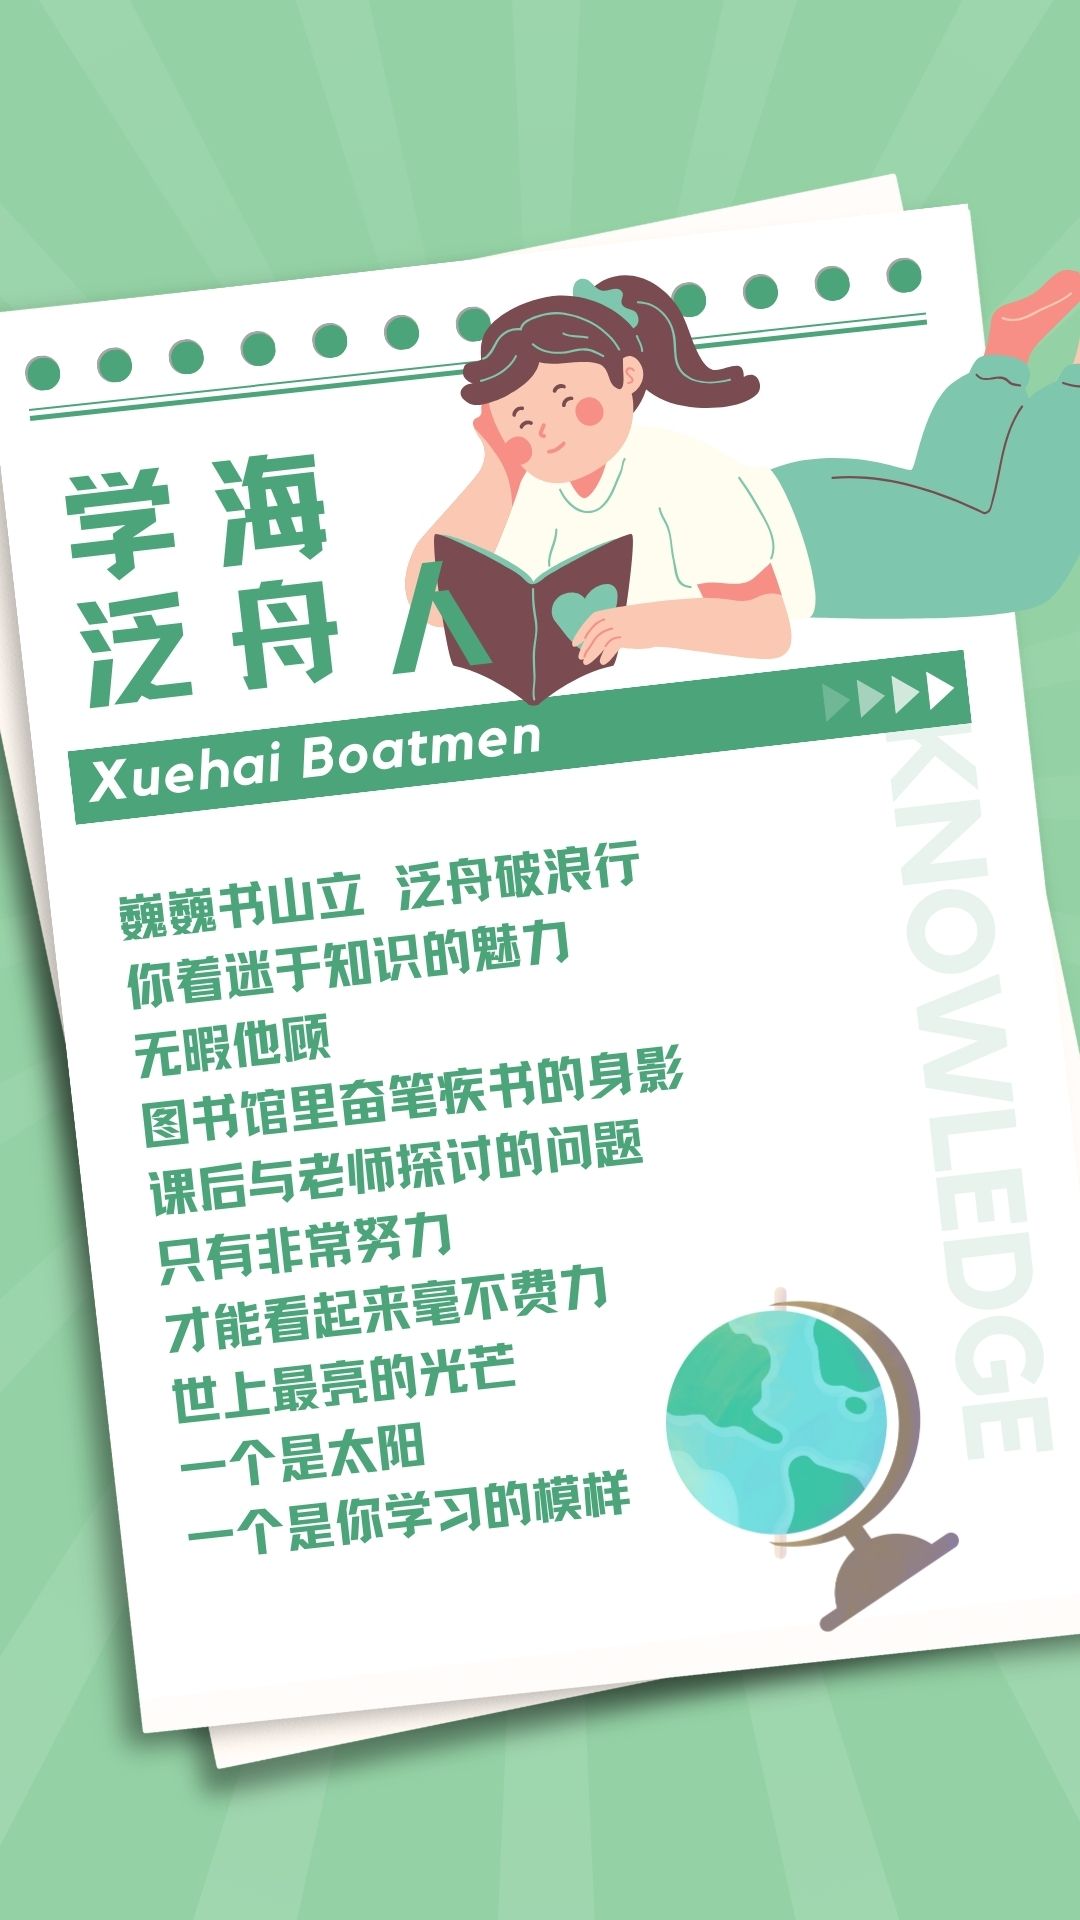 学海
泛舟人
Xuehai Boatmen
KNOWLEDGE
巍巍书山立 泛舟破浪行
你着迷于知识的魅力
无暇他顾
图书馆里奋笔疾书的身影
课后与老师探讨的问题
只有非常努力
才能看起来毫不费力
世上最亮的光芒
一个是太阳
一个是你学习的模样